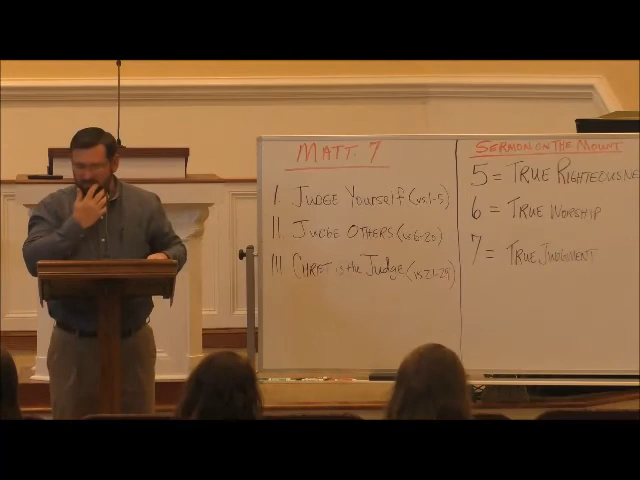 MATT. 7
I. JUDGE YOURSELF (vs. 1-5)
II JUDGE OTHERS (vs 6-20)
III CHRIST is the Judge (vs 21-29)
SERMON ON THE MOUNT
5 = TRUE RIGHTEOUSNE
6 = TRUE WORSHIP
7 = TRUE JUDGMENT